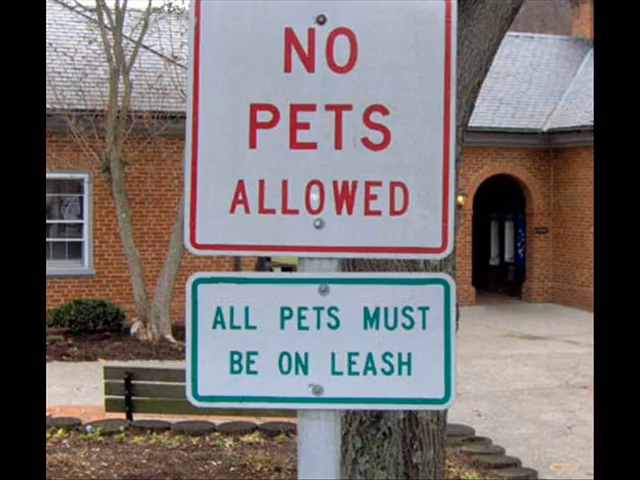 NO
PETS
ALLOWED
ALL PETS MUST
BE ON LEASH